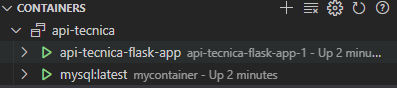 CONTAINERS
api-tecnica
api-tecnica-flask-app api-tecnica-flask-app-1 - Up 2 minu...
mysql:latest mycontainer - Up 2 minutes